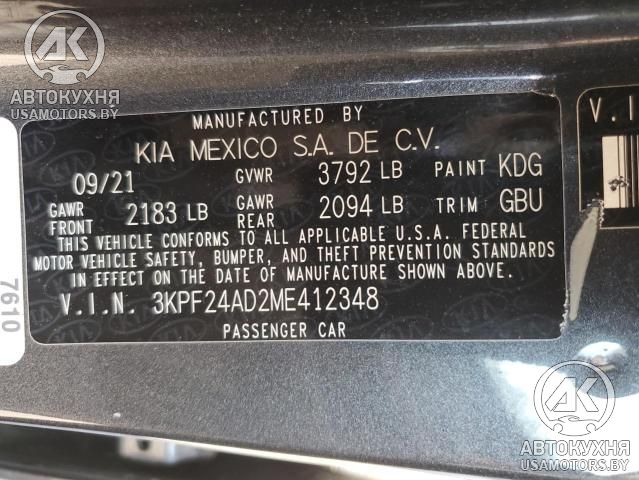 АК
АВТОКУХНЯ
USAMOTORS.BY
MANUFACTURED BY
KIA MEXICO S.A. DE C.V.
09/21 GVWR 3792 LB PAINT KDG
GAWR FRONT 2183 LB GAWR REAR 2094 LB TRIM GBU
THIS VEHICLE CONFORMS TO ALL APPLICABLE U.S.A. FEDERAL
MOTOR VEHICLE SAFETY, BUMPER, AND THEFT PREVENTION STANDARDS
IN EFFECT ON THE DATE OF MANUFACTURE SHOWN ABOVE.
V.I.N. 3KPF24AD2ME412348
PASSENGER CAR
V.I
7610
АК
АВТОКУХНЯ
USAMOTORS.BY